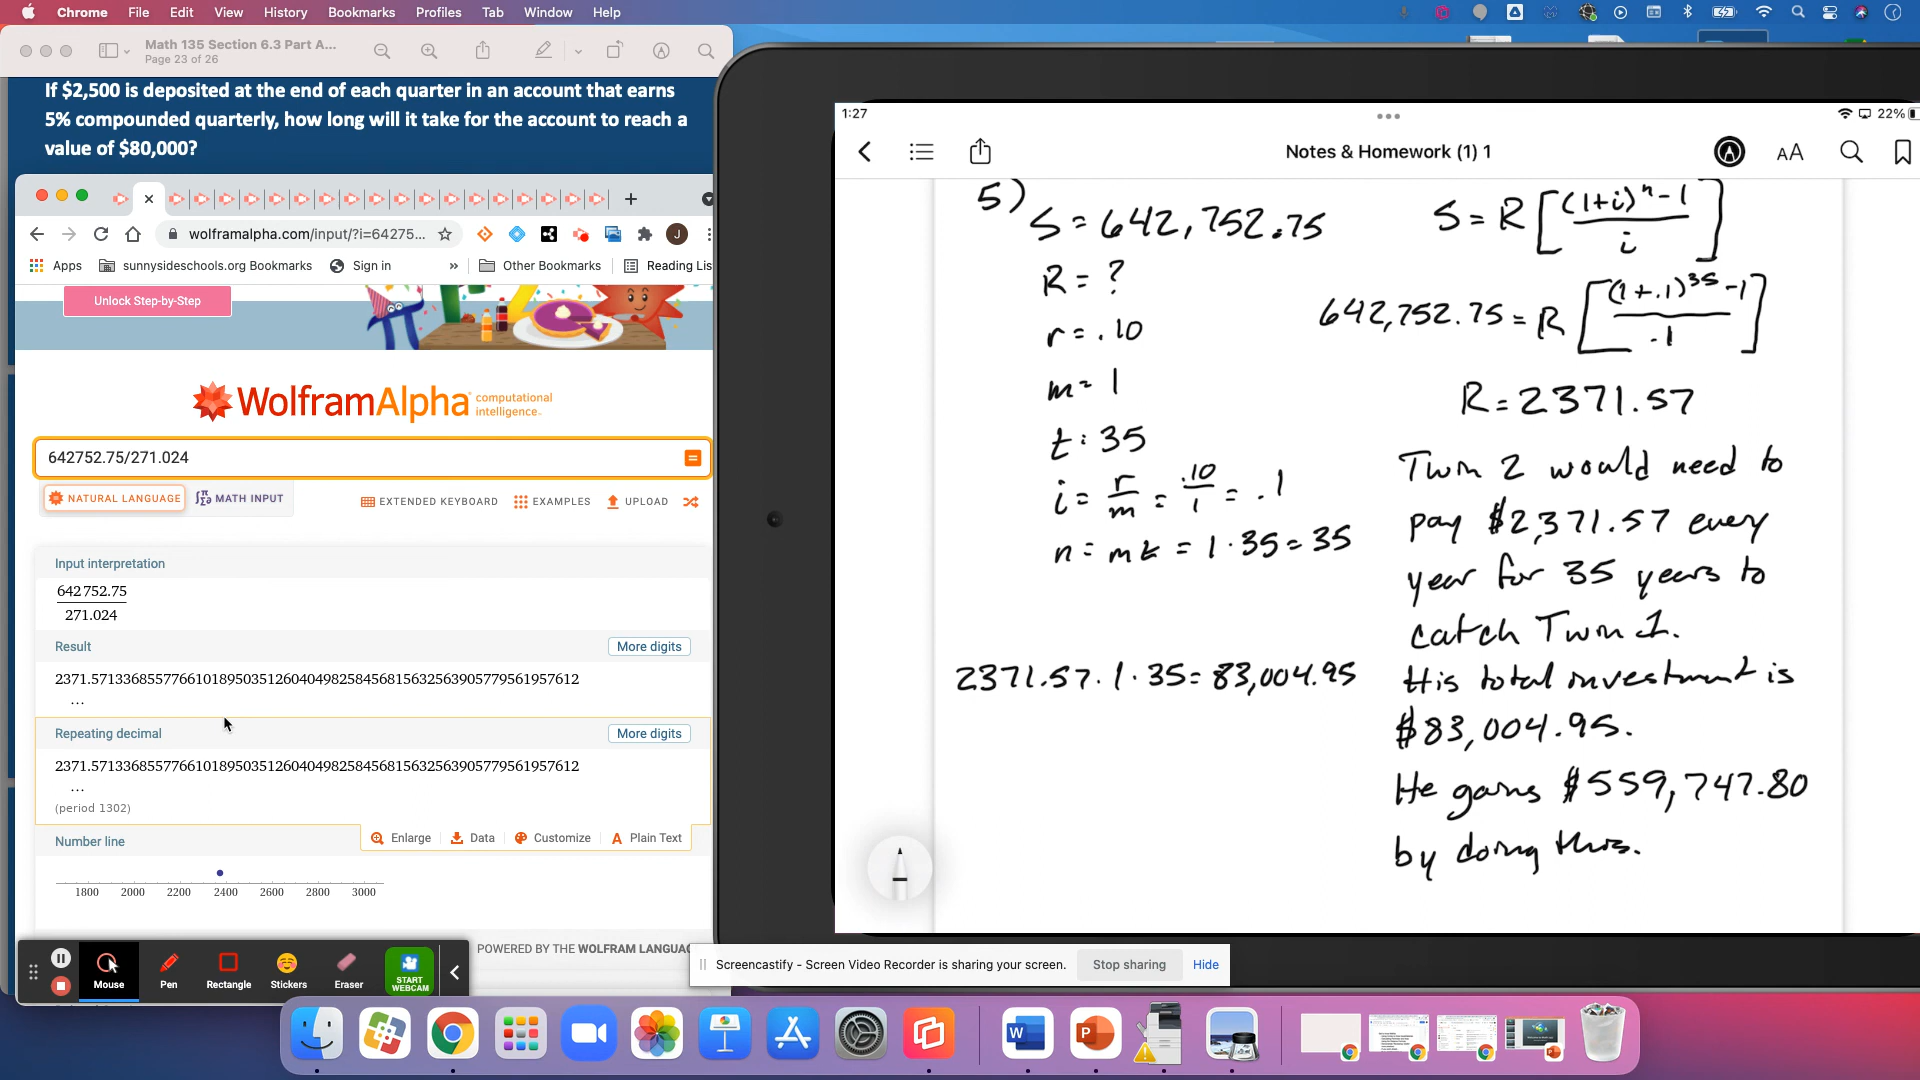 Chrome File Edit View History Bookmarks Profiles Tab Window Help
Math 135 Section 6.3 Part A...
Page 23 of 26
If $2,500 is deposited at the end of each quarter in an account that earns
5% compounded quarterly, how long will it take for the account to reach a
value of $80,000?
wolframalpha.com/input/?i=64275...
J
Apps sunnysideschools.org Bookmarks Sign in » Other Bookmarks Reading Lis
Unlock Step-by-Step
WolframAlpha computational intelligence.
642752.75/271.024
NATURAL LANGUAGE MATH INPUT EXTENDED KEYBOARD EXAMPLES UPLOAD
Input interpretation
642 752.75
271.024
Result More digits
2371.5713368557766101895035126040498258456815632563905779561957612
...
Repeating decimal More digits
2371.5713368557766101895035126040498258456815632563905779561957612
...
(period 1302)
Number line Enlarge Data Customize Plain Text
1800 2000 2200 2400 2600 2800 3000
POWERED BY THE WOLFRAM LANGUAG
Mouse Pen Rectangle Stickers Eraser START WEBCAM
1:27 22%
Notes & Homework (1) 1
AA
5) S = 642,752.75
R = ?
r = .10
m = 1
t = 35
i = r/m = .10/1 = .1
n = mt = 1 · 35 = 35
2371.57 · 1 · 35 = 83,004.95
S = R[((1+i)^n - 1)/i]
642,752.75 = R[((1+.1)^35 - 1)/.1]
R = 2371.57
Twin 2 would need to
pay $2,371.57 every
year for 35 years to
catch Twin 1.
His total investment is
$83,004.95.
He gains $559,747.80
by doing this.
Screencastify - Screen Video Recorder is sharing your screen. Stop sharing Hide